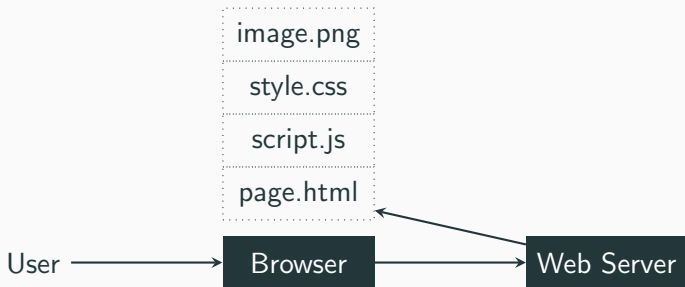 image.png
style.css
script.js
page.html
User
Browser
Web Server